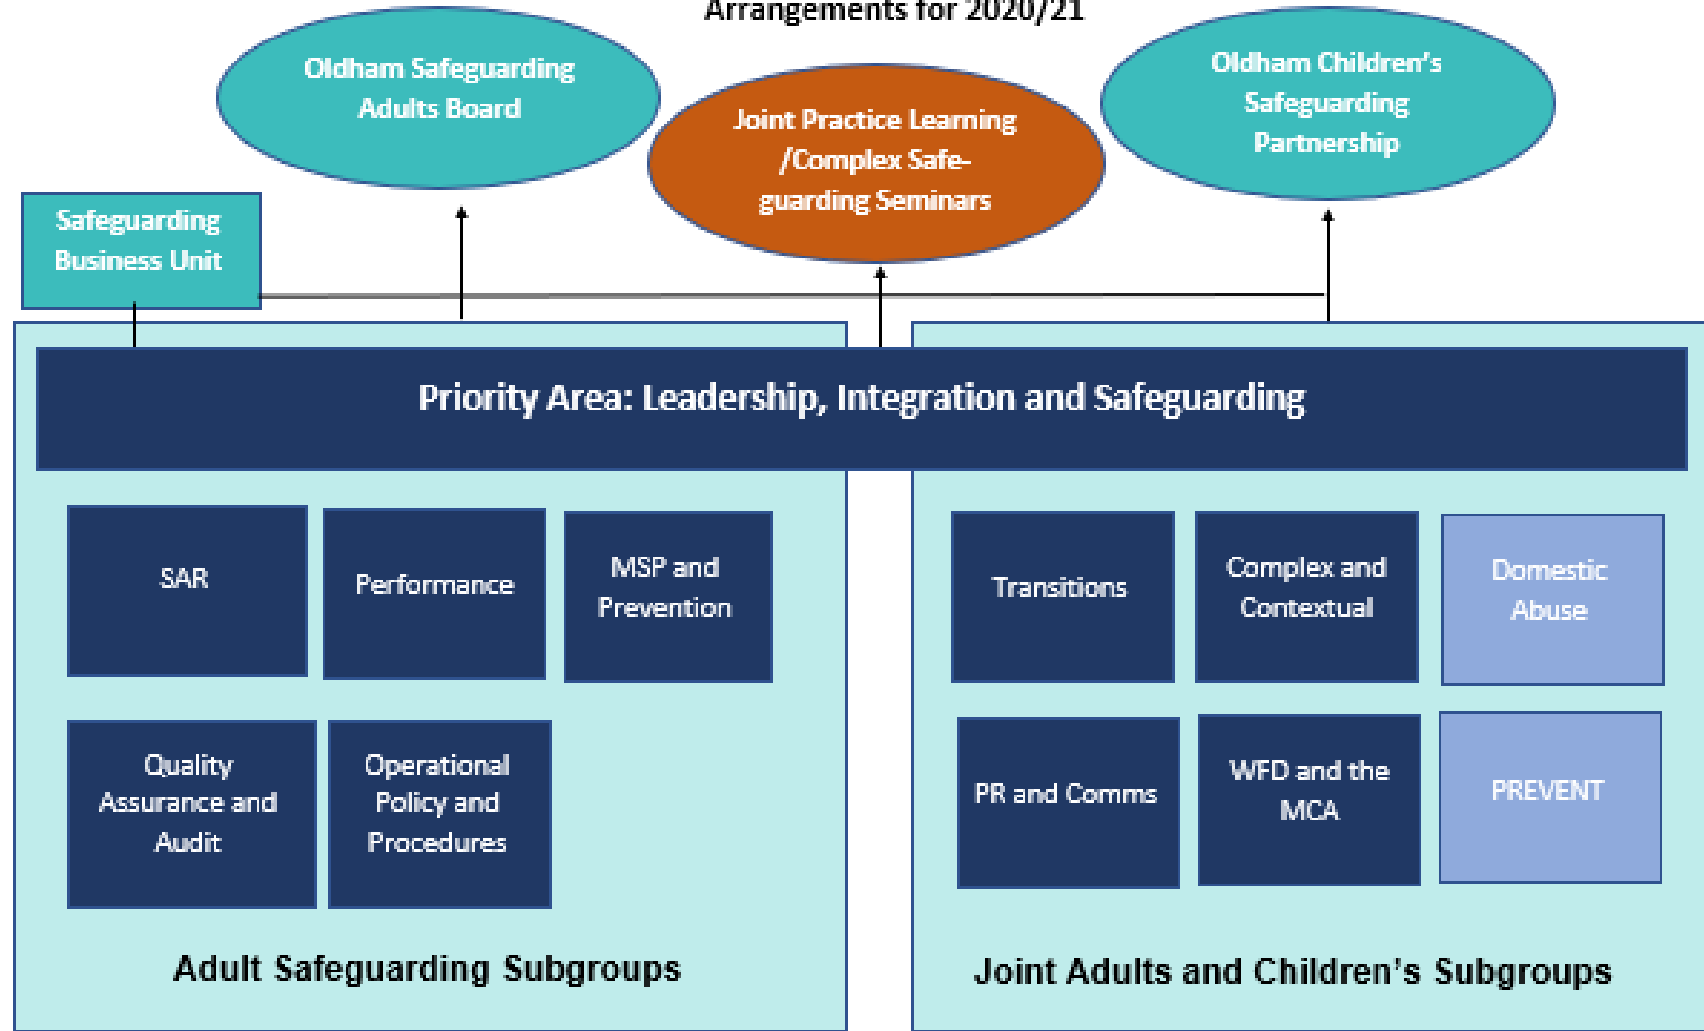 Arrangements for 2020/21
Oldham Safeguarding
Adults Board
Joint Practice Learning
/Complex Safe-
guarding Seminars
Oldham Children's
Safeguarding
Partnership
Safeguarding
Business Unit
Priority Area: Leadership, Integration and Safeguarding
SAR
Performance
MSP and
Prevention
Quality
Assurance and
Audit
Operational
Policy and
Procedures
Adult Safeguarding Subgroups
Transitions
Complex and
Contextual
Domestic
Abuse
PR and Comms
WFD and the
MCA
PREVENT
Joint Adults and Children's Subgroups